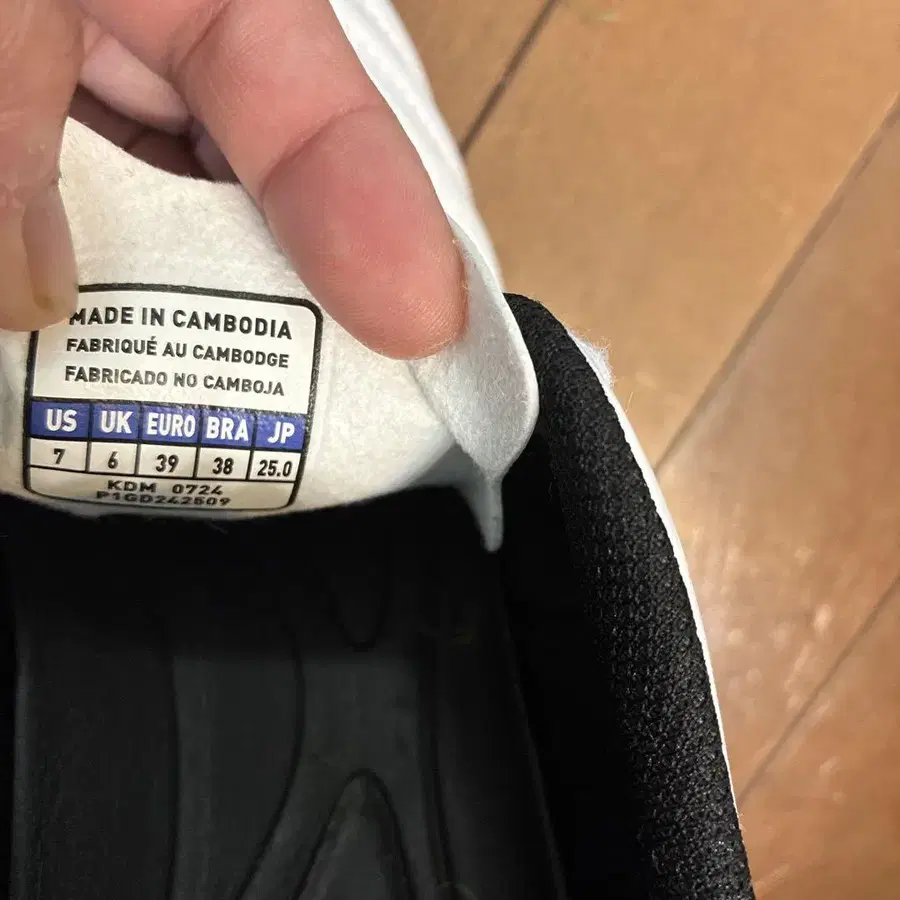 MADE IN CAMBODIA
FABRIQUÉ AU CAMBODGE
FABRICADO NO CAMBOJA
US UK EURO BRA JP
7 6 39 38 25.0
KDM 0724
P1GD242509